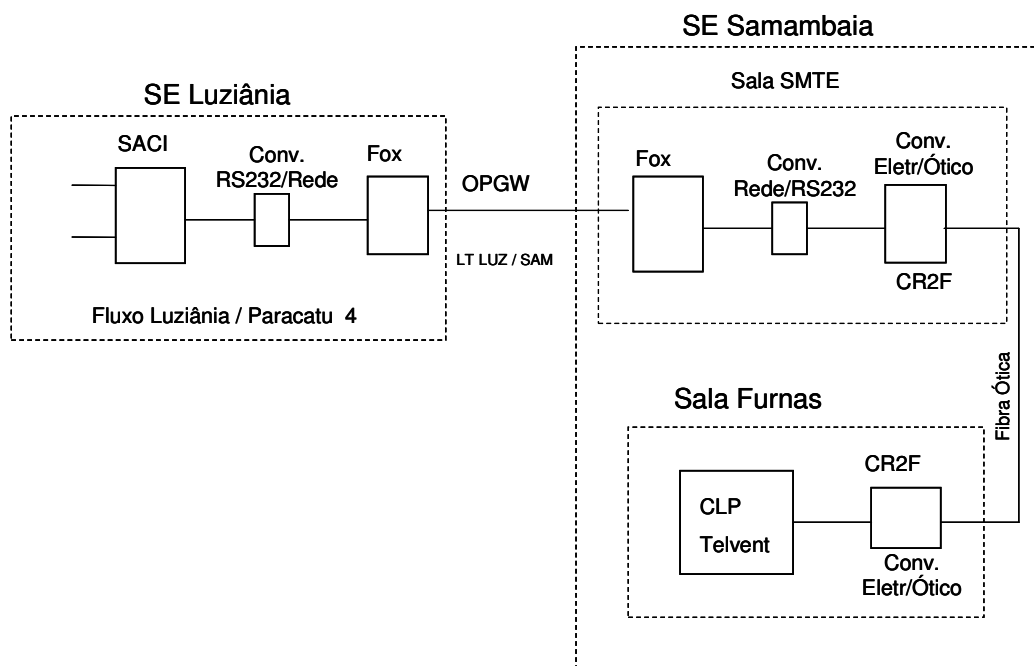 SE Samambaia
Sala SMTE
SE Luziânia
SACI
Conv.
RS232/Rede
Fox
OPGW
LT LUZ / SAM
Fluxo Luziânia / Paracatu 4
Fox
Conv.
Rede/RS232
Conv.
Eletr/Ótico
CR2F
Fibra Ótica
Sala Furnas
CLP
Telvent
CR2F
Conv.
Eletr/Ótico